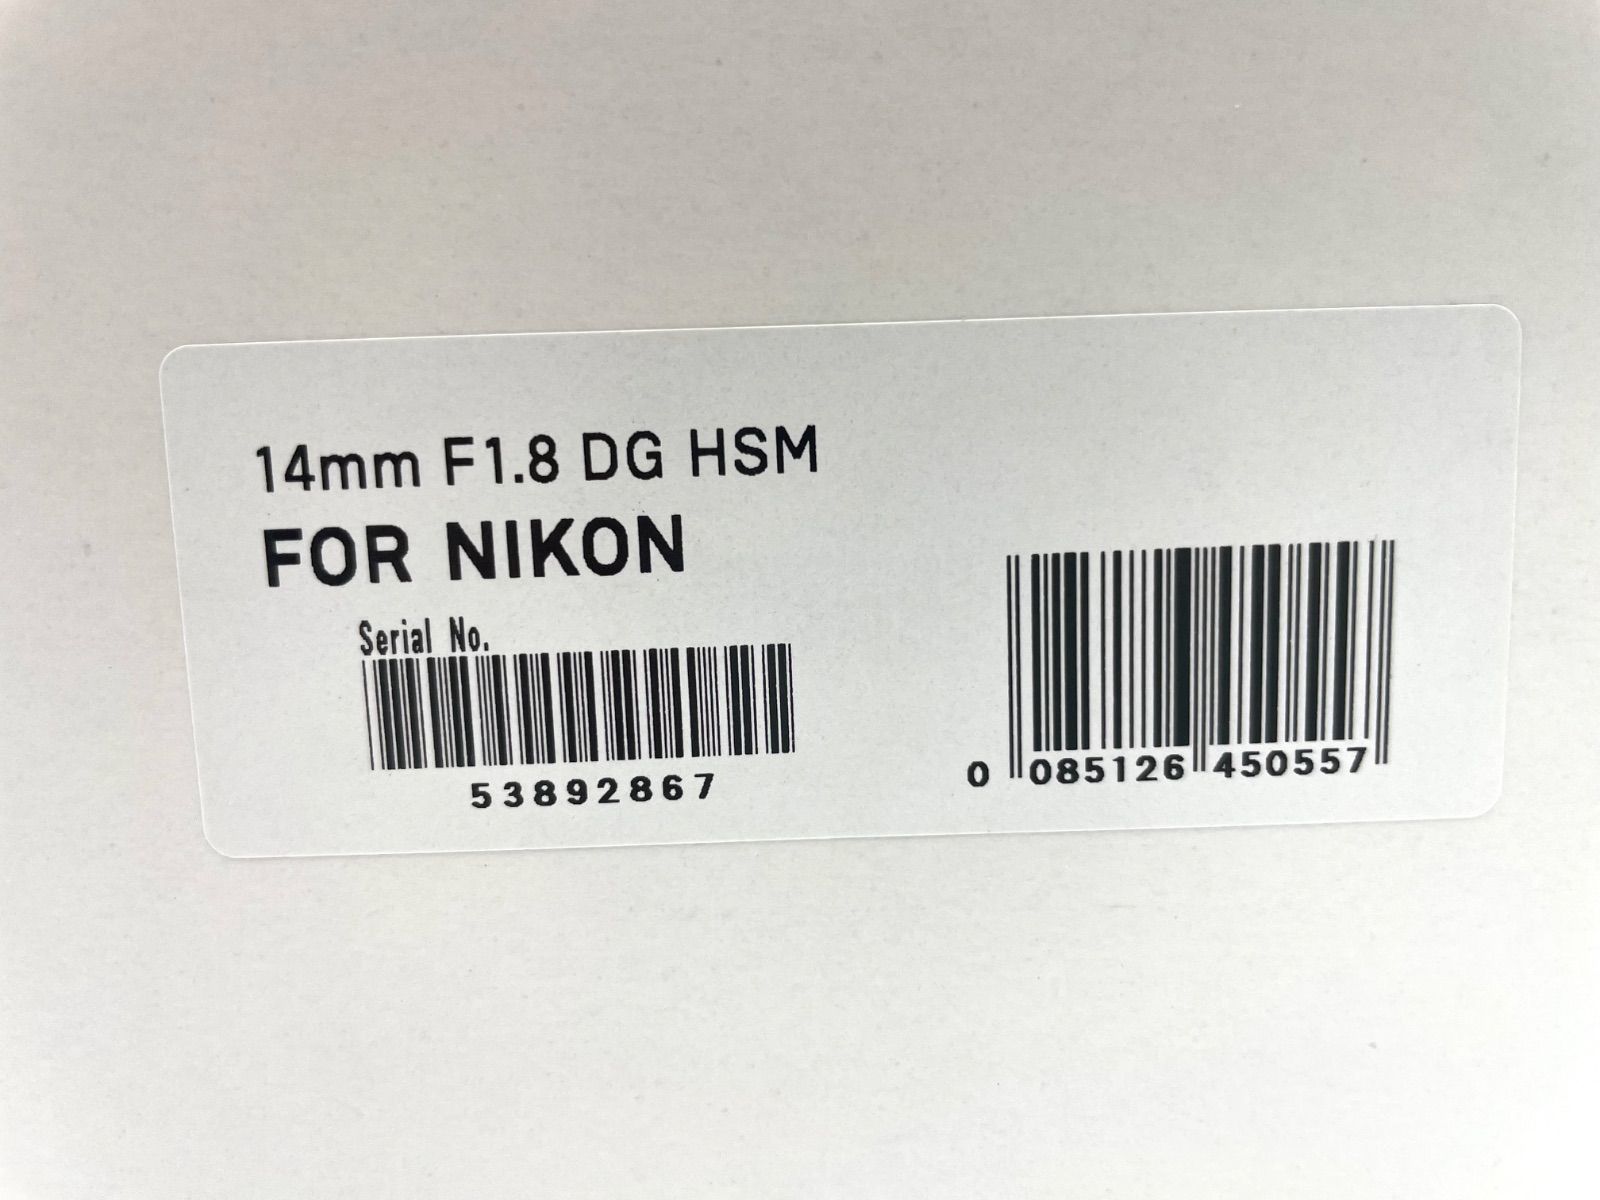 14mm F1.8 DG HSM
FOR NIKON
Serial No.
53892867
0 085126 450557